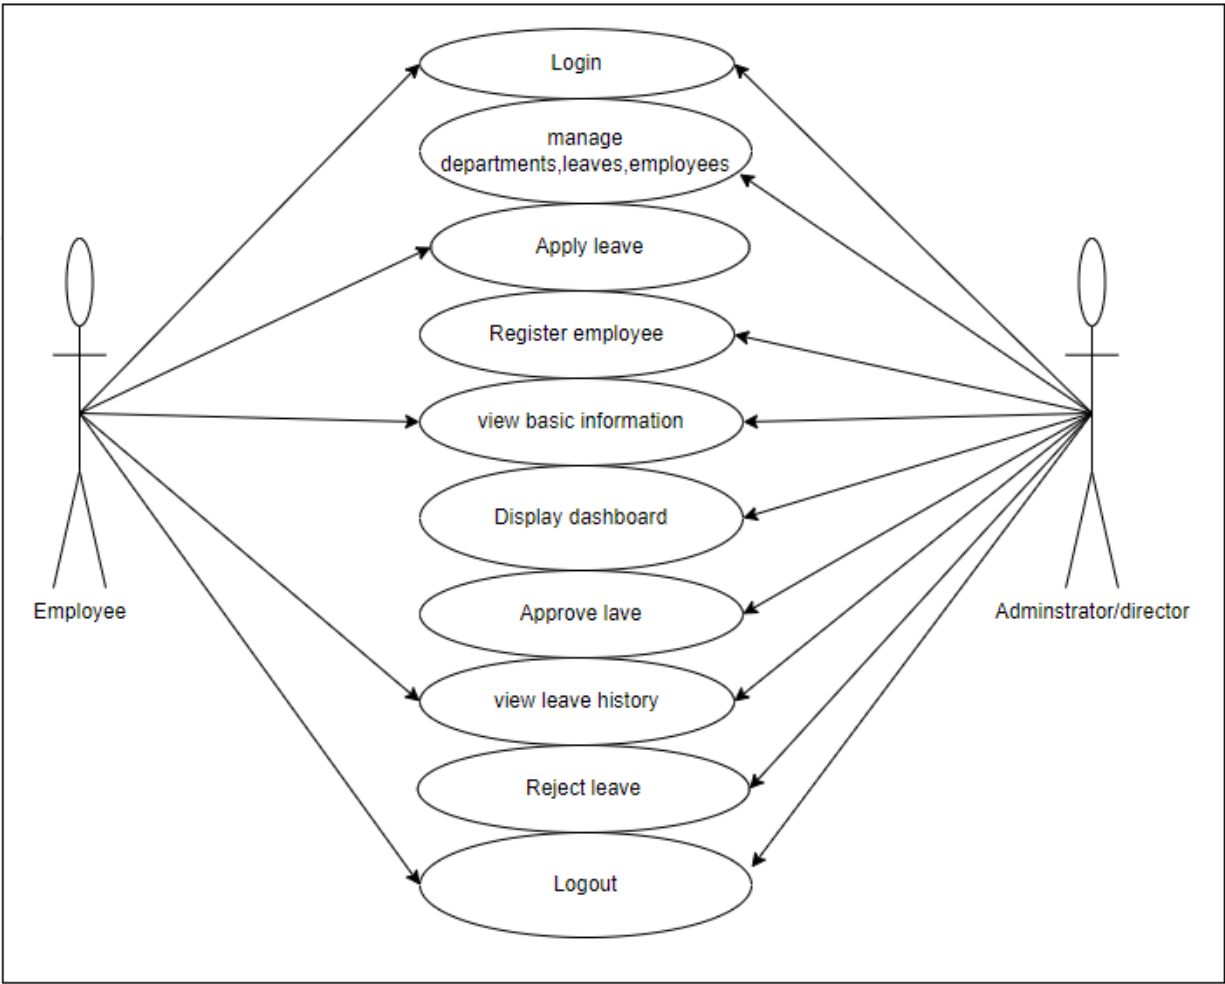 Login
manage
departments,leaves,employees
Apply leave
Register employee
view basic information
Display dashboard
Employee
Approve lave
Adminstrator/director
view leave history
Reject leave
Logout